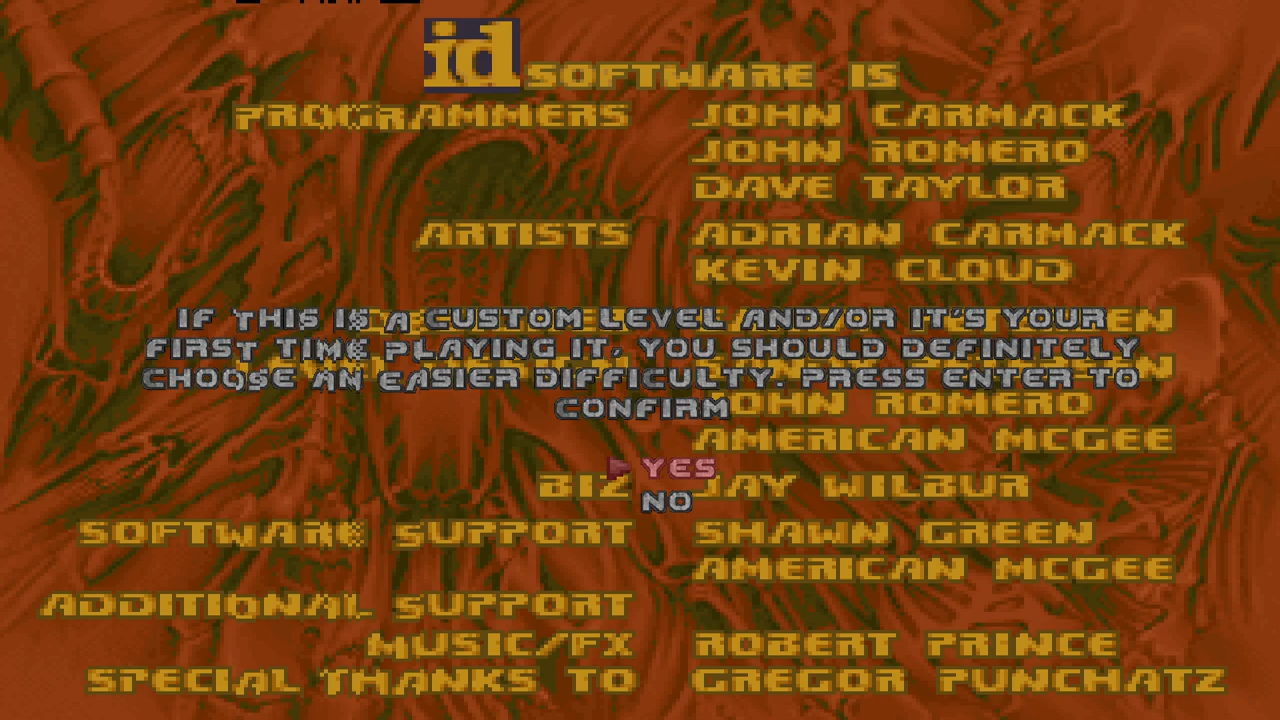 id SOFTWARE IS
PROGRAMMERS JOHN CARMACK
JOHN ROMERO
DAVE TAYLOR
ARTISTS ADRIAN CARMACK
KEVIN CLOUD
IF THIS IS A CUSTOM LEVEL AND/OR IT'S YOUR
FIRST TIME PLAYING IT, YOU SHOULD DEFINITELY
CHOOSE AN EASIER DIFFICULTY. PRESS ENTER TO
CONFIRM
JOHN ROMERO
AMERICAN MCGEE
YES
BIZ JAY WILBUR
NO
SOFTWARE SUPPORT SHAWN GREEN
AMERICAN MCGEE
ADDITIONAL SUPPORT
MUSIC/FX ROBERT PRINCE
SPECIAL THANKS TO GREGOR PUNCHATZ